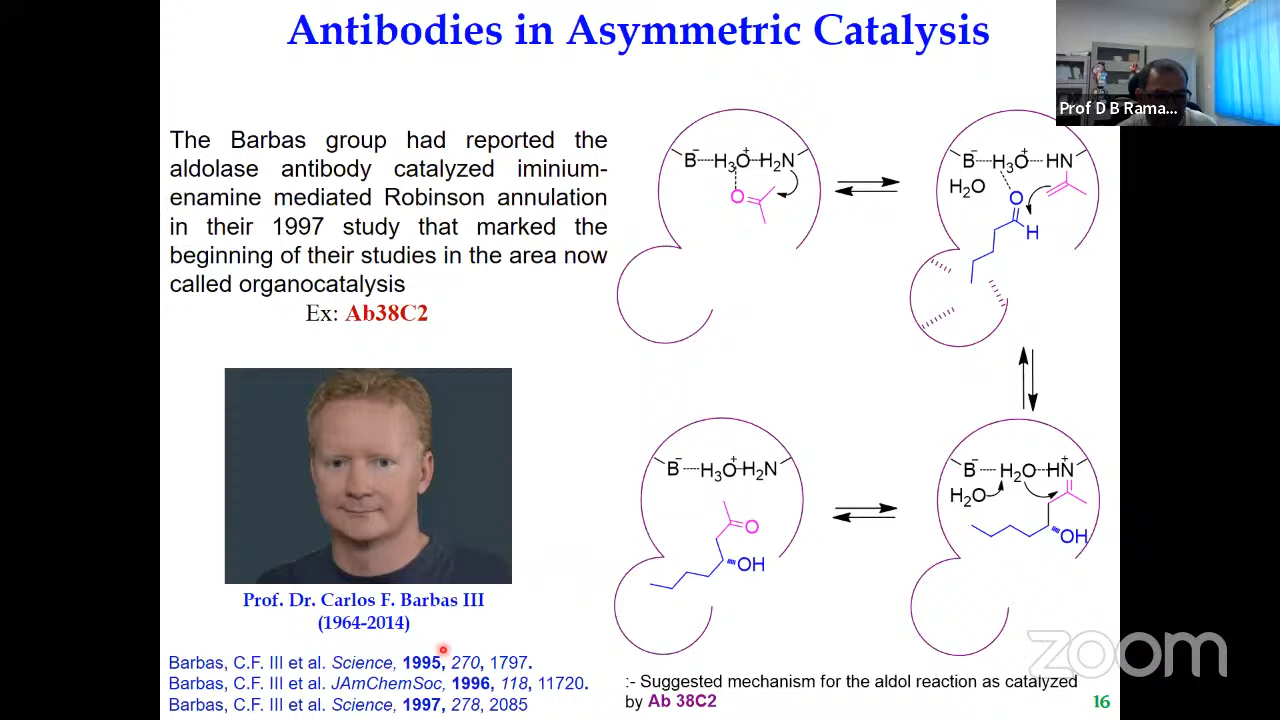 Antibodies in Asymmetric Catalysis
Prof D B Rama...
The Barbas group had reported the
aldolase antibody catalyzed iminium-
enamine mediated Robinson annulation
in their 1997 study that marked the
beginning of their studies in the area now
called organocatalysis
Ex: Ab38C2
B⁻ H₃O⁺ H₂N
O
B⁻ H₃O⁺ HN
H₂O
O
H
B⁻ H₃O⁺ H₂N
O
OH
B⁻ H₂O HN⁺
H₂O
OH
Prof. Dr. Carlos F. Barbas III
(1964-2014)
Barbas, C.F. III et al. Science, 1995, 270, 1797.
Barbas, C.F. III et al. JAmChemSoc, 1996, 118, 11720.
Barbas, C.F. III et al. Science, 1997, 278, 2085
:- Suggested mechanism for the aldol reaction as catalyzed
by Ab 38C2
zoom
16